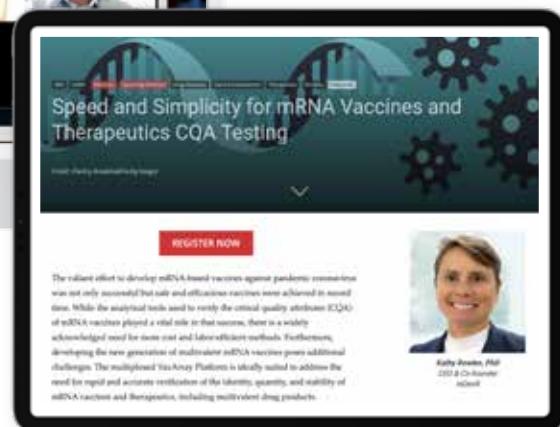 Speed and Simplicity for mRNA Vaccines and
Therapeutics CQA Testing
REGISTER NOW
The valiant effort to develop mRNA-based vaccines against pandemic coronavirus
was not only successful but safe and efficacious vaccines were achieved in record
time. While the analytical tools used to verify the critical quality attributes (CQA)
of mRNA vaccines played a vital role in that success, there is a widely
acknowledged need for more cost and labor-efficient methods. Furthermore,
developing the new generation of multivalent mRNA vaccines poses additional
challenges. The multiplexed VaxArray Platform is ideally suited to address the
need for rapid and accurate verification of the identity, quantity, and stability of
mRNA vaccines and therapeutics, including multivalent drug products.
Kathy Rowlen, PhD
CEO & Co-founder